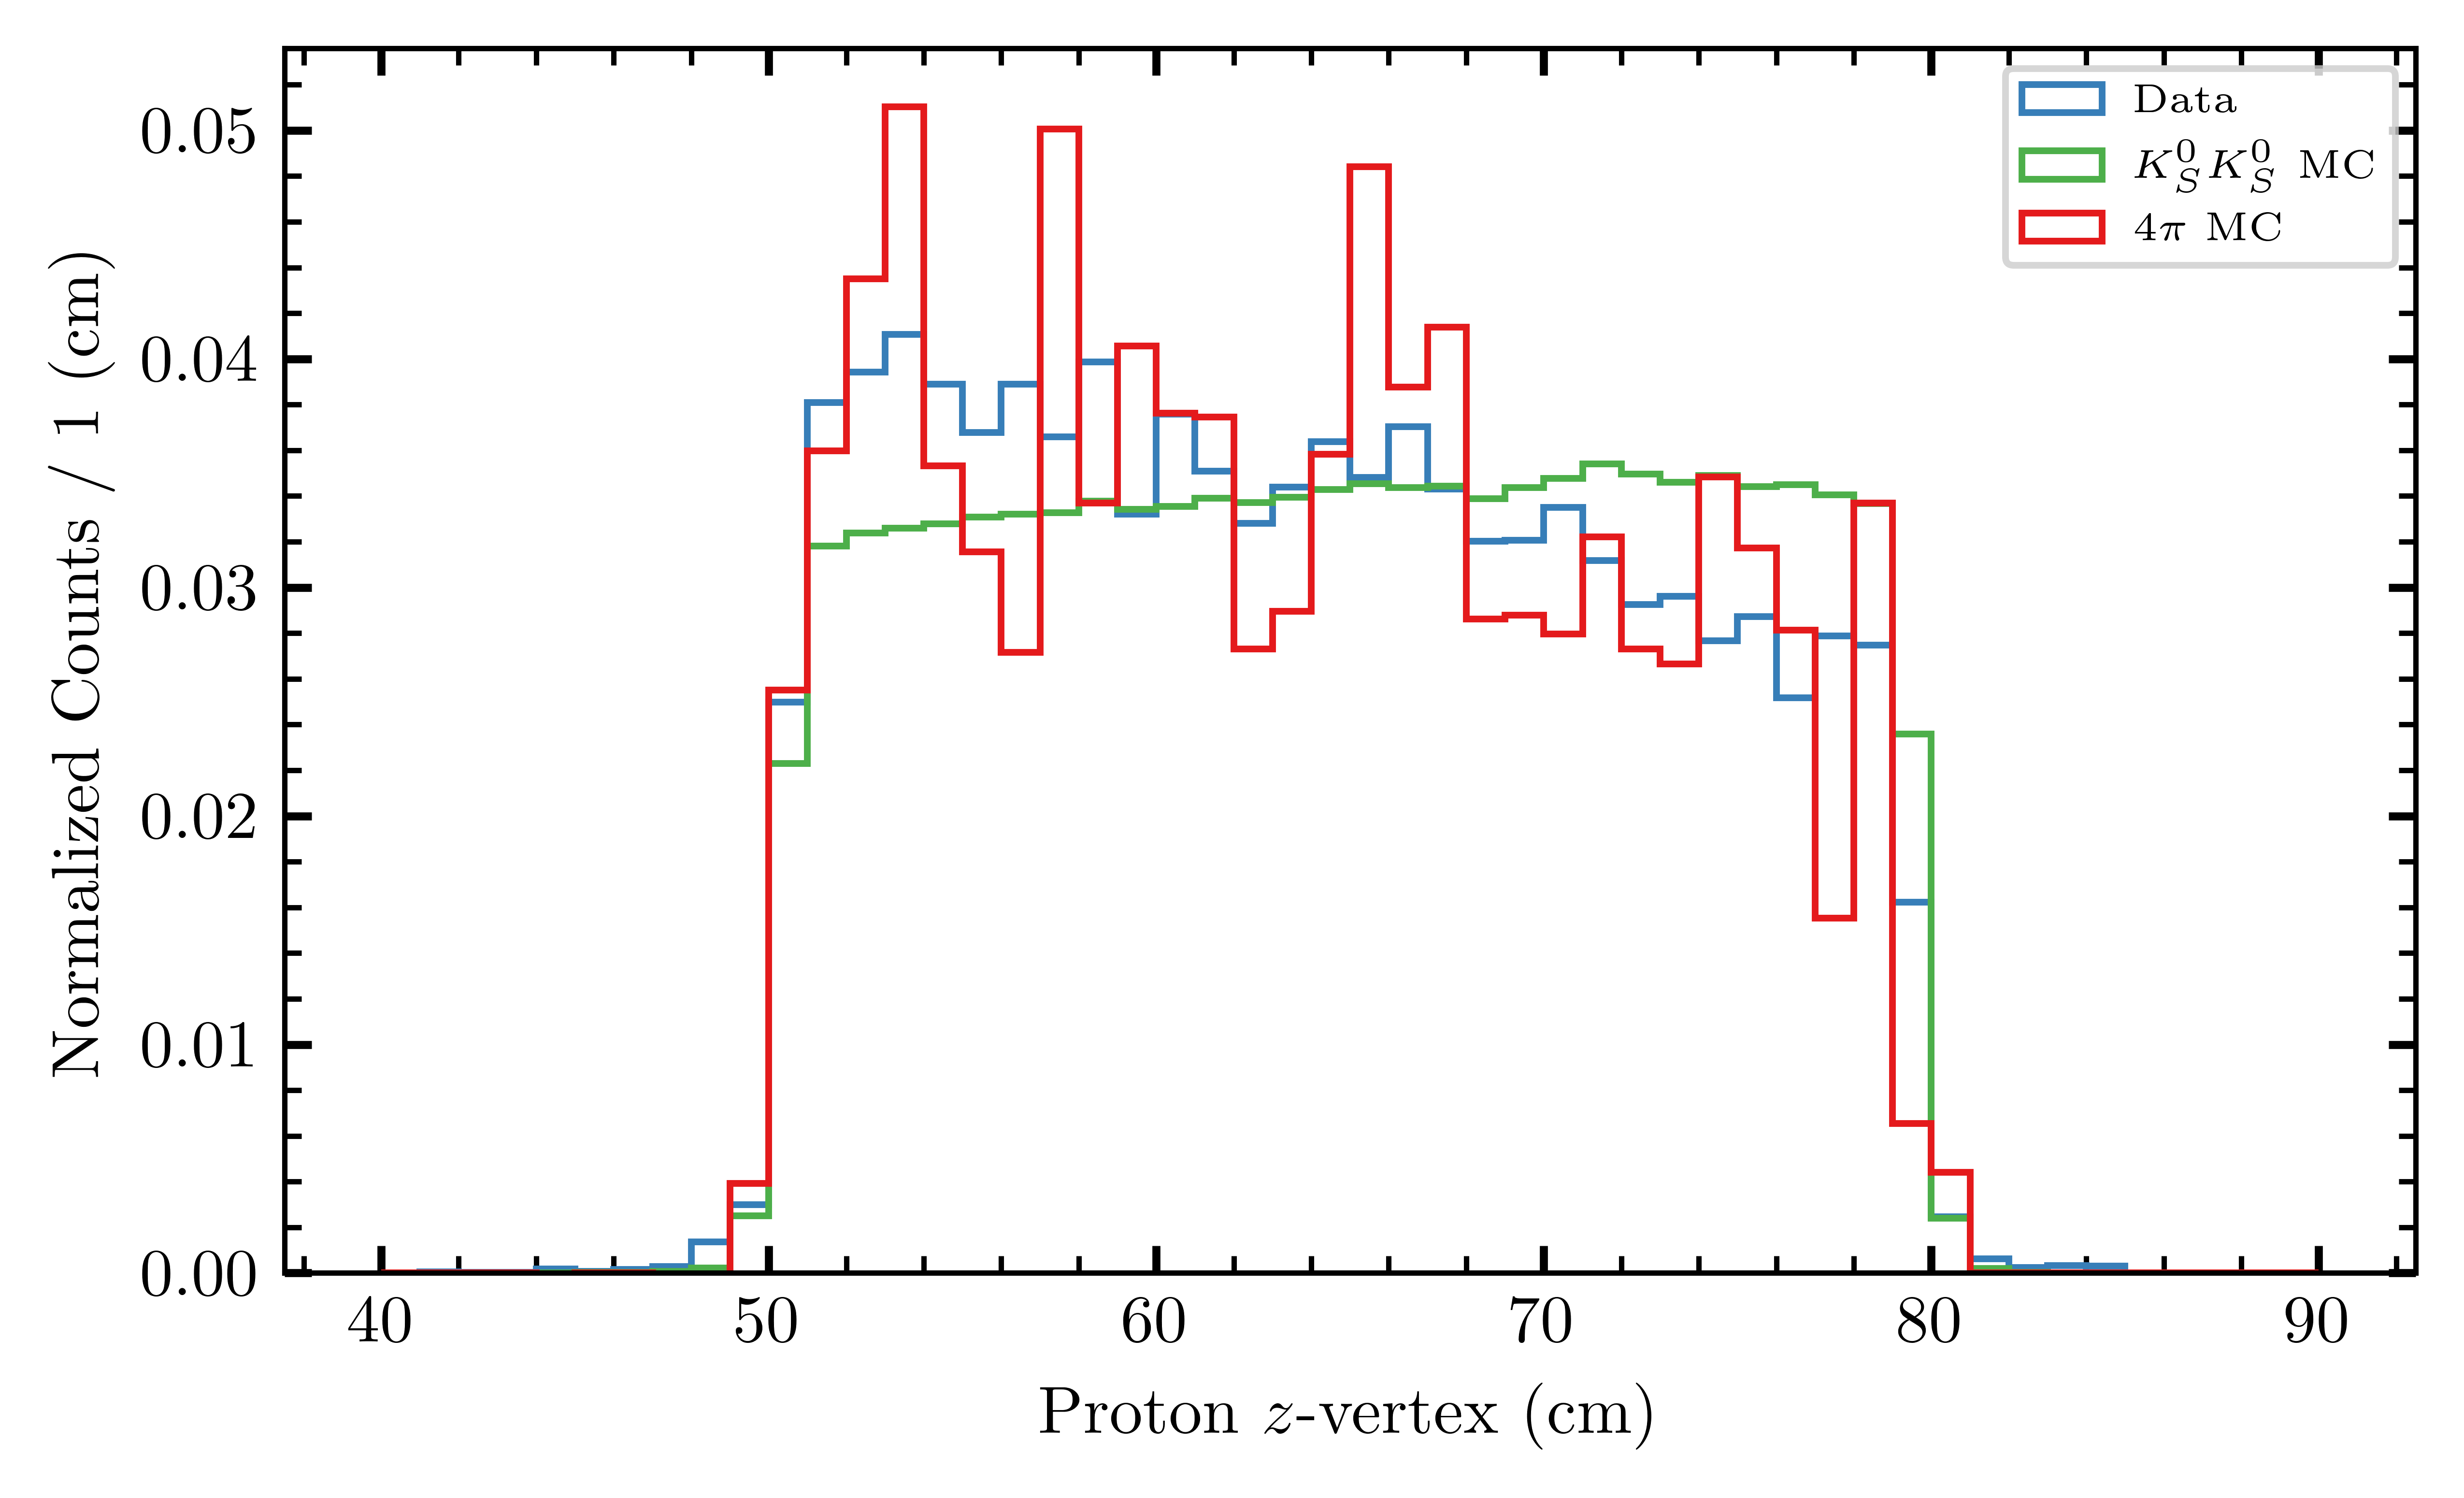 Normalized Counts / 1 (cm)
0.05
0.04
0.03
0.02
0.01
0.00
Data
$K_S^0 K_S^0$ MC
4π MC
40 50 60 70 80 90
Proton z-vertex (cm)